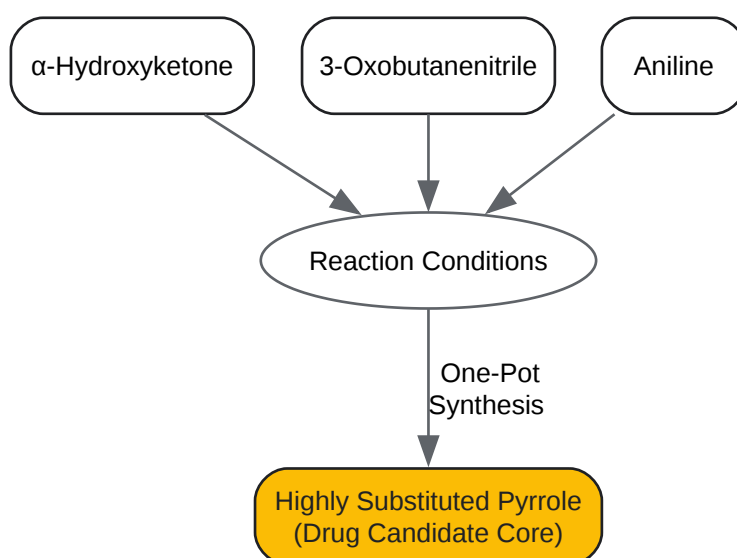 α-Hydroxyketone
3-Oxobutanenitrile
Aniline
Reaction Conditions
One-Pot
Synthesis
Highly Substituted Pyrrole
(Drug Candidate Core)